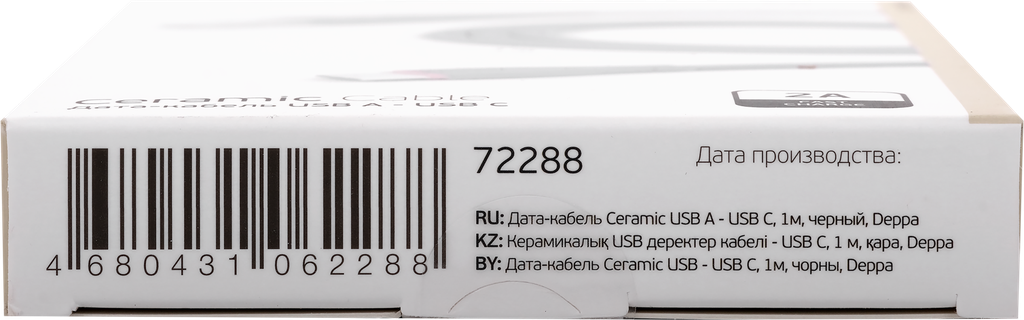 ceramic Cable
Дата-кабель USB A - USB C
2A
FAST
CHARGE
72288
Дата производства:
RU: Дата-кабель Ceramic USB A - USB C, 1м, черный, Deppa
KZ: Керамикалық USB деректер кабелі - USB C, 1 м, қара, Deppa
BY: Дата-кабель Ceramic USB - USB C, 1м, чорны, Deppa
4 680431 062288